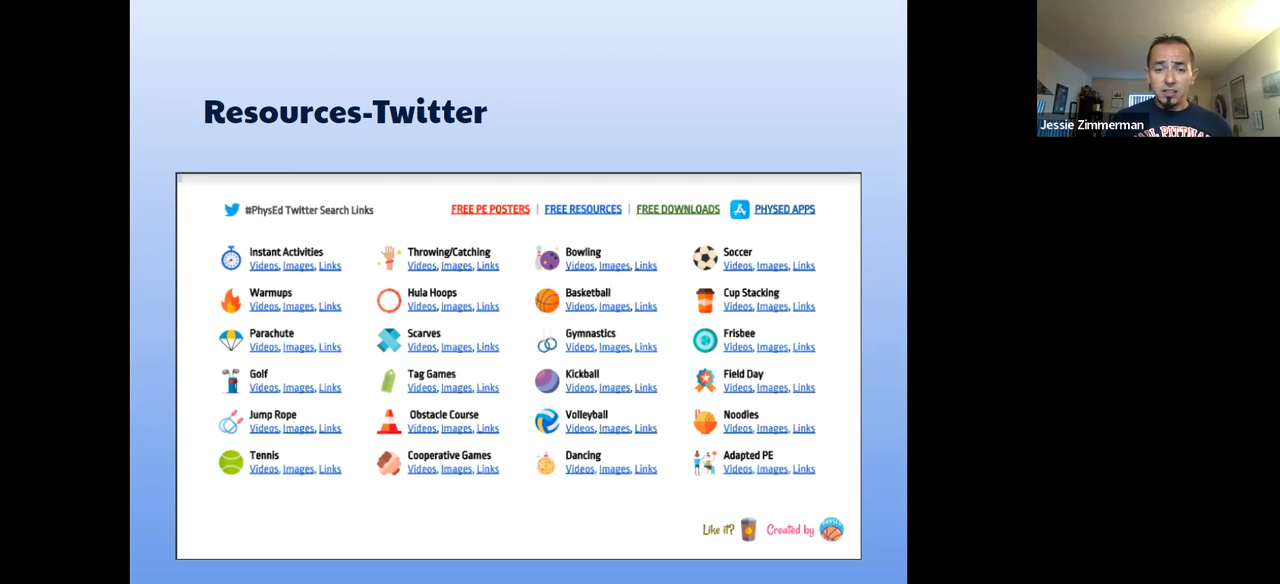 Resources-Twitter
Jessie Zimmerman
#PhysEd Twitter Search Links
FREE PE POSTERS | FREE RESOURCES | FREE DOWNLOADS PHYSED APPS
Instant Activities Throwing/Catching Bowling Soccer
Videos, Images, Links Videos, Images, Links Videos, Images, Links Videos, Images, Links
Warmups Hula Hoops Basketball Cup Stacking
Videos, Images, Links Videos, Images, Links Videos, Images, Links Videos, Images, Links
Parachute Scarves Gymnastics Frisbee
Videos, Images, Links Videos, Images, Links Videos, Images, Links Videos, Images, Links
Golf Tag Games Kickball Field Day
Videos, Images, Links Videos, Images, Links Videos, Images, Links Videos, Images, Links
Jump Rope Obstacle Course Volleyball Noodles
Videos, Images, Links Videos, Images, Links Videos, Images, Links Videos, Images, Links
Tennis Cooperative Games Dancing Adapted PE
Videos, Images, Links Videos, Images, Links Videos, Images, Links Videos, Images, Links
Like it? Created by